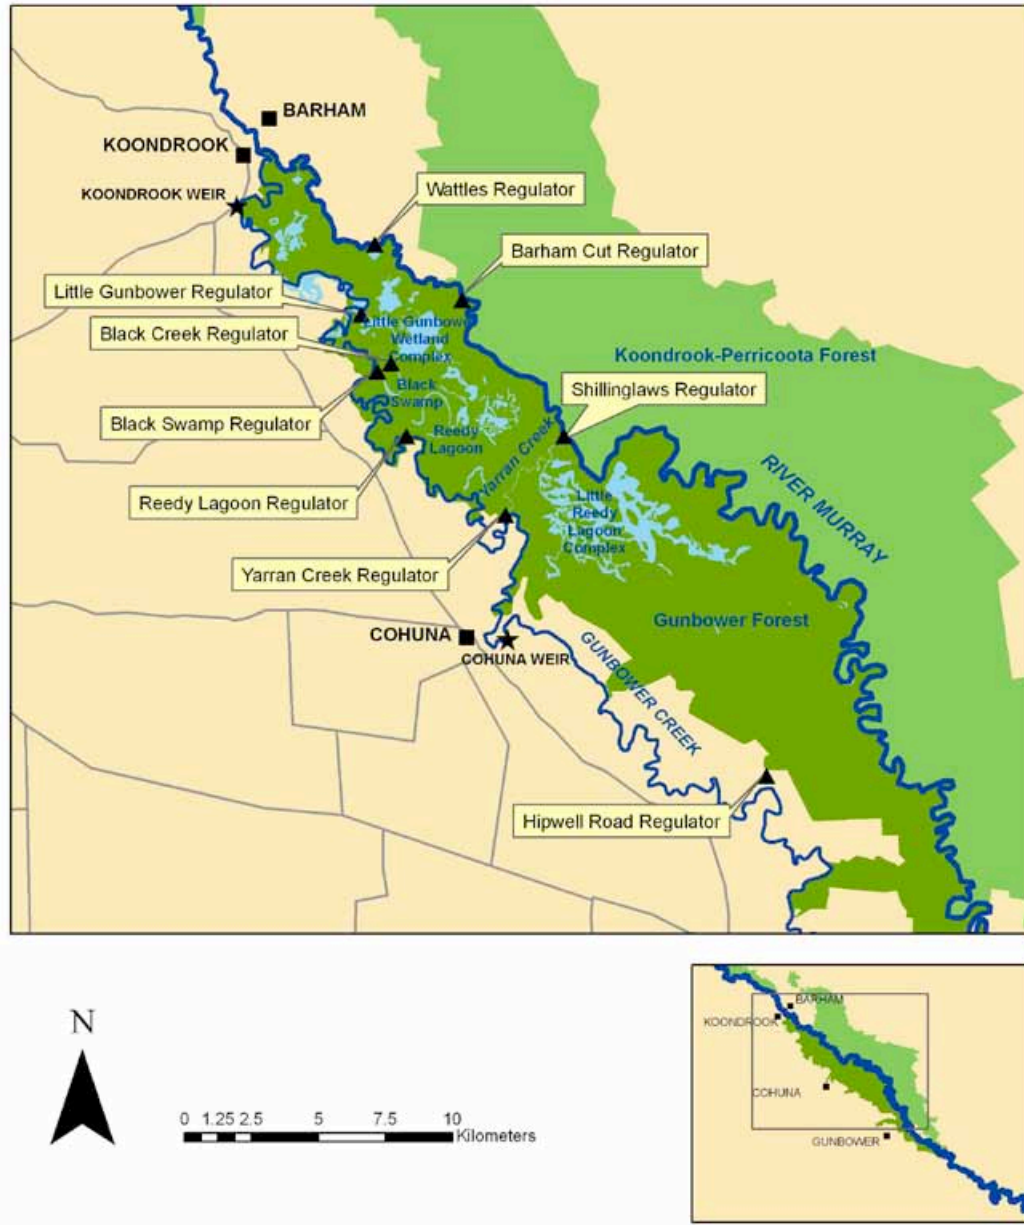 BARHAM
KOONDROOK
KOONDROOK WEIR
Wattles Regulator
Barham Cut Regulator
Little Gunbower Regulator
Little Gunbower
Wetland
Complex
Black Creek Regulator
Koondrook-Perricoota Forest
Black
Swamp
Shillinglaws Regulator
Black Swamp Regulator
Reedy
Lagoon
Yarran Creek
RIVER MURRAY
Reedy Lagoon Regulator
Little
Reedy
Lagoon
Complex
Yarran Creek Regulator
Gunbower Forest
COHUNA
COHUNA WEIR
GUNBOWER CREEK
Hipwell Road Regulator
N
0 1.25 2.5 5 7.5 10
Kilometers
BARHAM
KOONDROOK
COHUNA
GUNBOWER